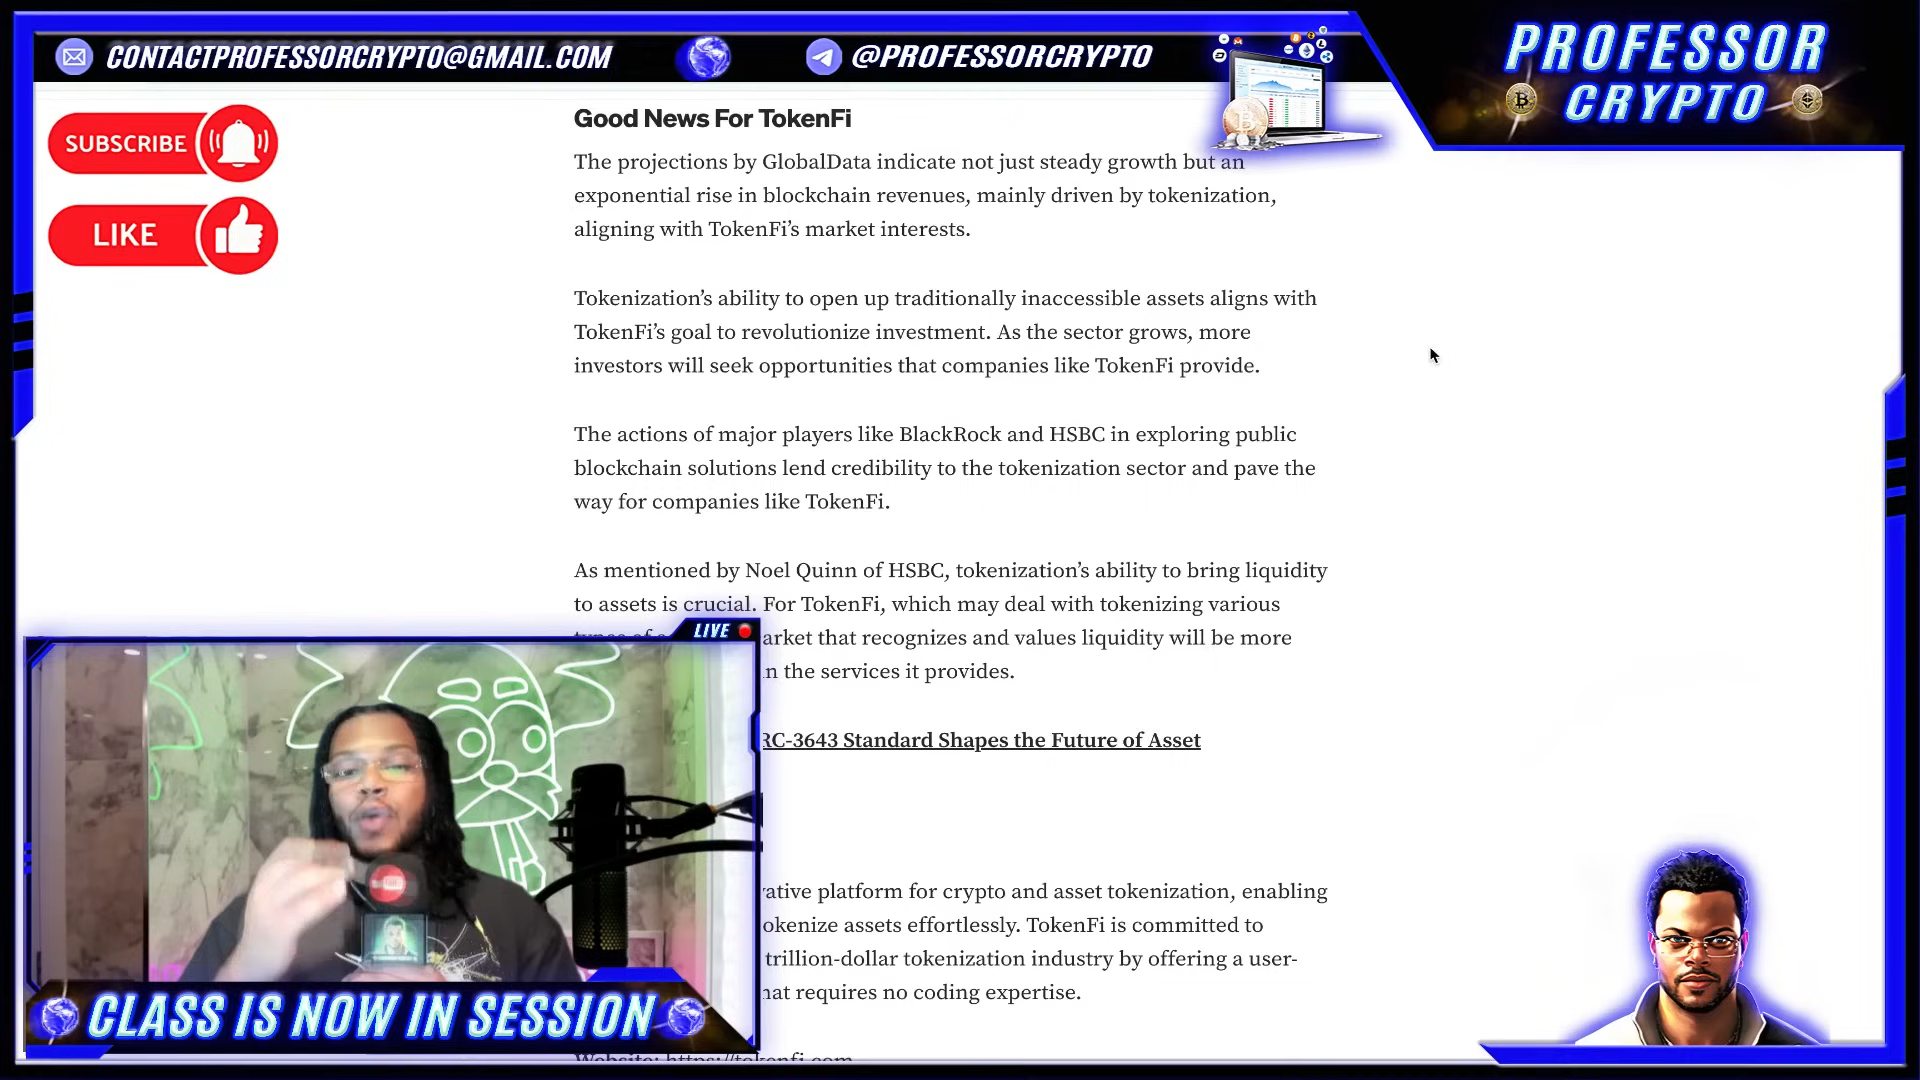 CONTACTPROFESSORCRYPTO@GMAIL.COM
@PROFESSORCRYPTO
PROFESSOR
CRYPTO
SUBSCRIBE
LIKE
Good News For TokenFi
The projections by GlobalData indicate not just steady growth but an
exponential rise in blockchain revenues, mainly driven by tokenization,
aligning with TokenFi’s market interests.
Tokenization’s ability to open up traditionally inaccessible assets aligns with
TokenFi’s goal to revolutionize investment. As the sector grows, more
investors will seek opportunities that companies like TokenFi provide.
The actions of major players like BlackRock and HSBC in exploring public
blockchain solutions lend credibility to the tokenization sector and pave the
way for companies like TokenFi.
As mentioned by Noel Quinn of HSBC, tokenization’s ability to bring liquidity
to assets is crucial. For TokenFi, which may deal with tokenizing various
types of arket that recognizes and values liquidity will be more
n the services it provides.
RC-3643 Standard Shapes the Future of Asset
vative platform for crypto and asset tokenization, enabling
okenize assets effortlessly. TokenFi is committed to
trillion-dollar tokenization industry by offering a user-
hat requires no coding expertise.
Website: https://tokenfi.com
LIVE
CLASS IS NOW IN SESSION